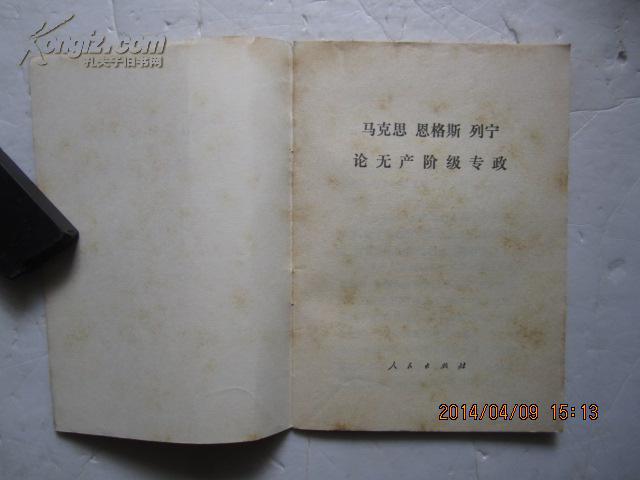 Kongfz.com
孔夫子旧书网
马克思 恩格斯 列宁
论无产阶级专政
人民出版社
2014/04/09 15:13